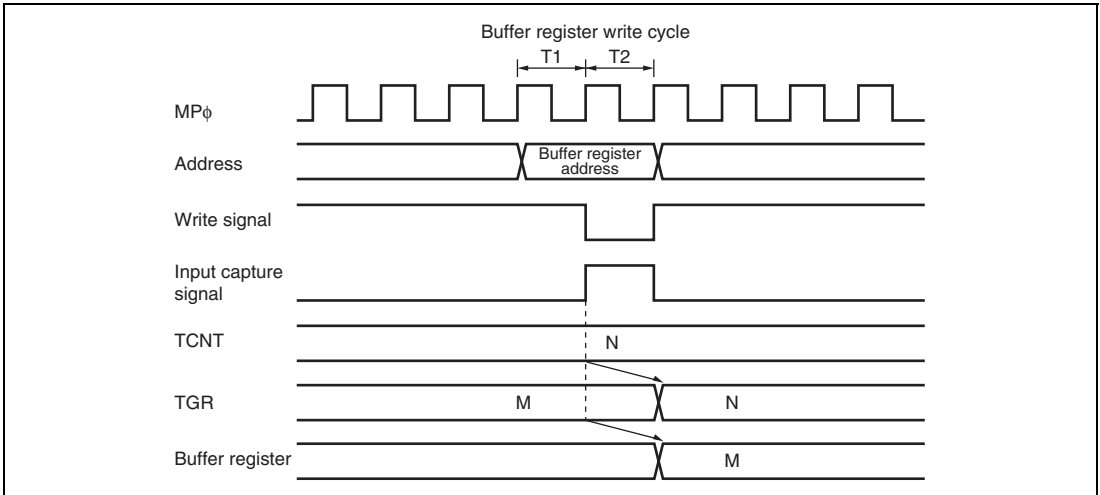 Buffer register write cycle
T1 T2
MPϕ
Address
Buffer register
address
Write signal
Input capture
signal
TCNT
N
TGR
M
N
Buffer register
M